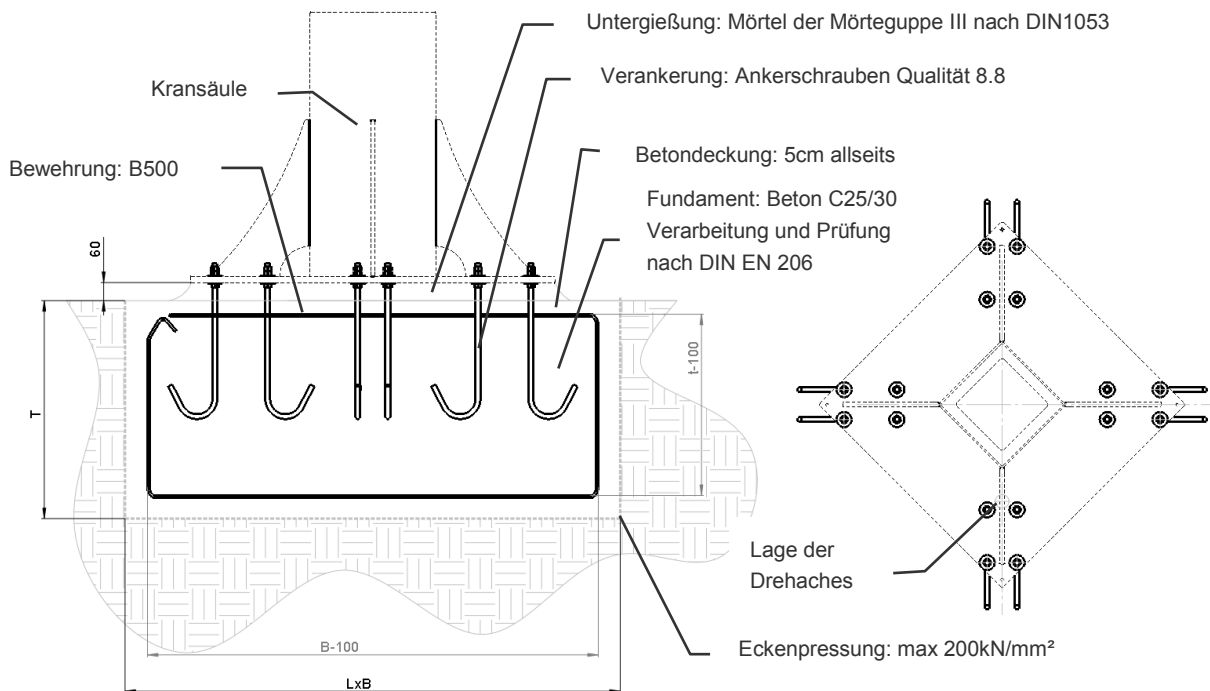 Untergießung: Mörtel der Mörteguppe III nach DIN1053
Verankerung: Ankerschrauben Qualität 8.8
Kransäule
Bewehrung: B500
Betondeckung: 5cm allseits
Fundament: Beton C25/30
Verarbeitung und Prüfung
nach DIN EN 206
60
T
t-100
B-100
LxB
Lage der
Drehaches
Eckenpressung: max 200kN/mm²